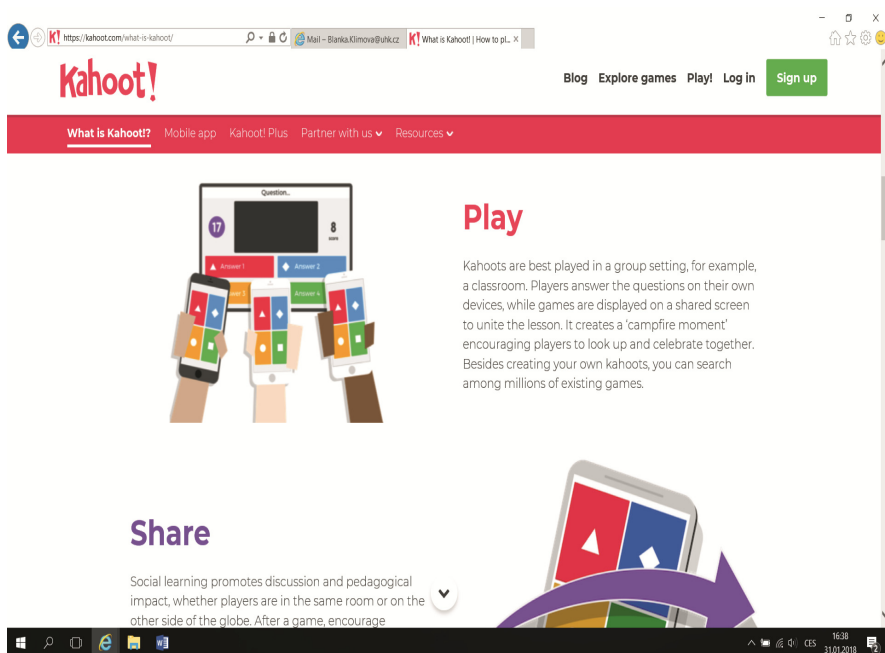 https://kahoot.com/what-is-kahoot/
Mail – Blanka.Klimova@uhk.cz
What is Kahoot! | How to pl...
Kahoot!
Blog Explore games Play! Log in Sign up
What is Kahoot!? Mobile app Kahoot! Plus Partner with us Resources
Question...
17
8
score
Answer 1 Answer 2
Answer 4
Play
Kahoots are best played in a group setting, for example,
a classroom. Players answer the questions on their own
devices, while games are displayed on a shared screen
to unite the lesson. It creates a ‘campfire moment’
encouraging players to look up and celebrate together.
Besides creating your own kahoots, you can search
among millions of existing games.
Share
Social learning promotes discussion and pedagogical
impact, whether players are in the same room or on the
other side of the globe. After a game, encourage
CES
16:38
31.01.2018